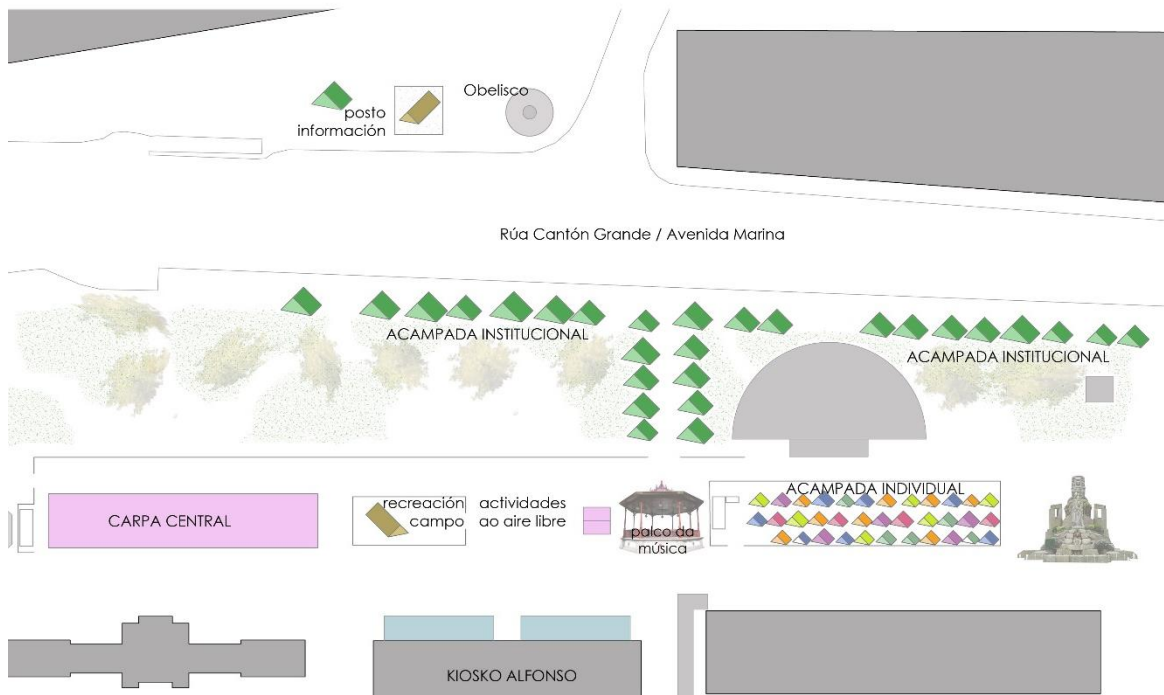 Obelisco
posto
información
Rúa Cantón Grande / Avenida Marina
ACAMPADA INSTITUCIONAL
ACAMPADA INSTITUCIONAL
ACAMPADA INDIVIDUAL
CARPA CENTRAL
recreación
campo
actividades
ao aire libre
palco da
música
KIOSKO ALFONSO